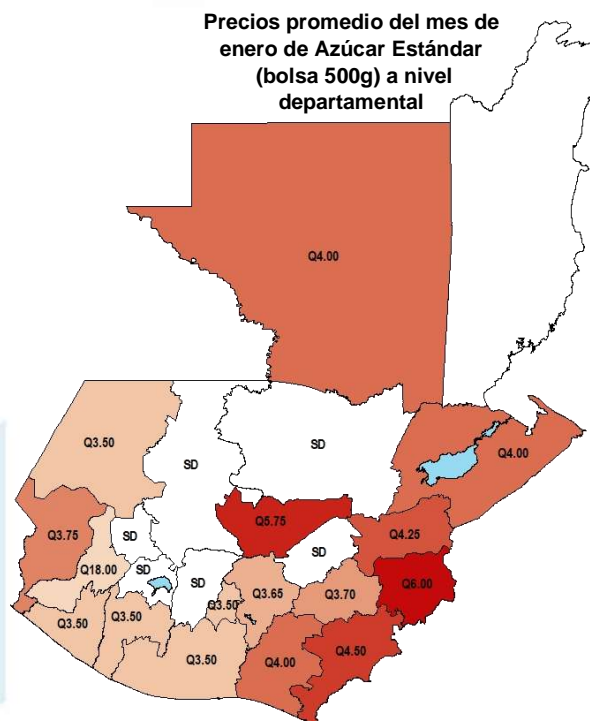 Precios promedio del mes de
enero de Azúcar Estándar
(bolsa 500g) a nivel
departamental
Q4.00
Q3.50
SD
SD
Q4.00
Q3.75
SD
Q5.75
Q4.25
SD
Q18.00
SD
SD
Q3.50
Q3.65
Q3.70
Q6.00
Q3.50
Q3.50
Q3.50
Q4.00
Q4.50